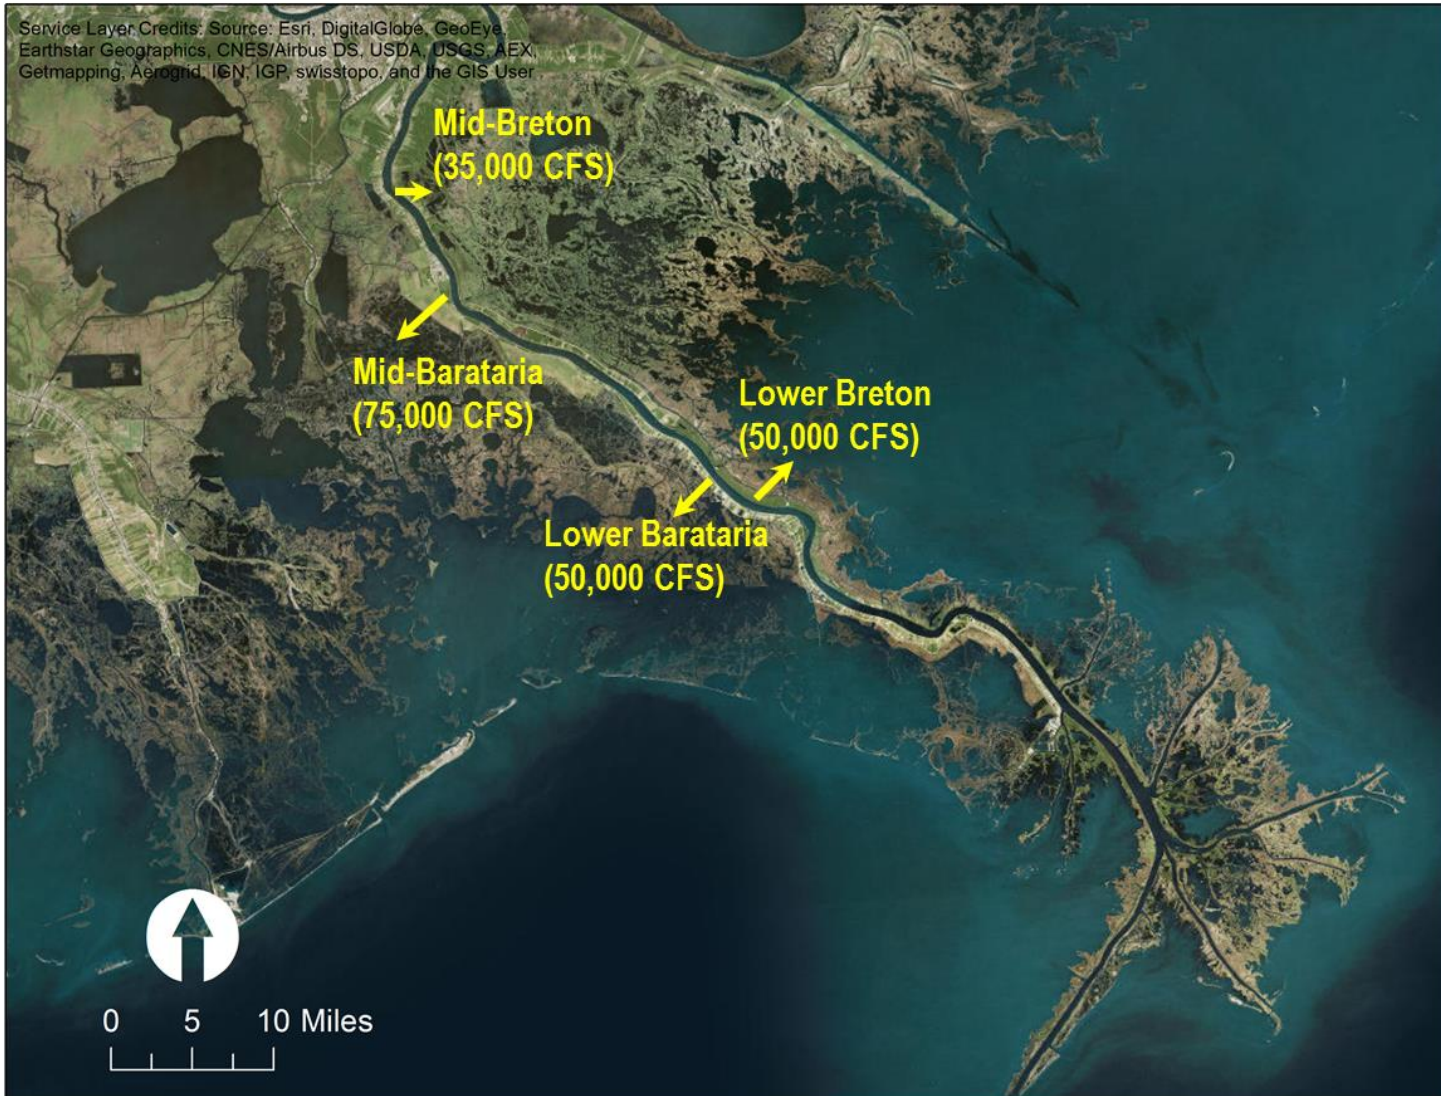 Service Layer Credits: Source: Esri, DigitalGlobe, GeoEye,
Earthstar Geographics, CNES/Airbus DS, USDA, USGS, AEX,
Getmapping, Aerogrid, IGN, IGP, swisstopo, and the GIS User
Mid-Breton
(35,000 CFS)
Mid-Barataria
(75,000 CFS)
Lower Breton
(50,000 CFS)
Lower Barataria
(50,000 CFS)
0 5 10 Miles